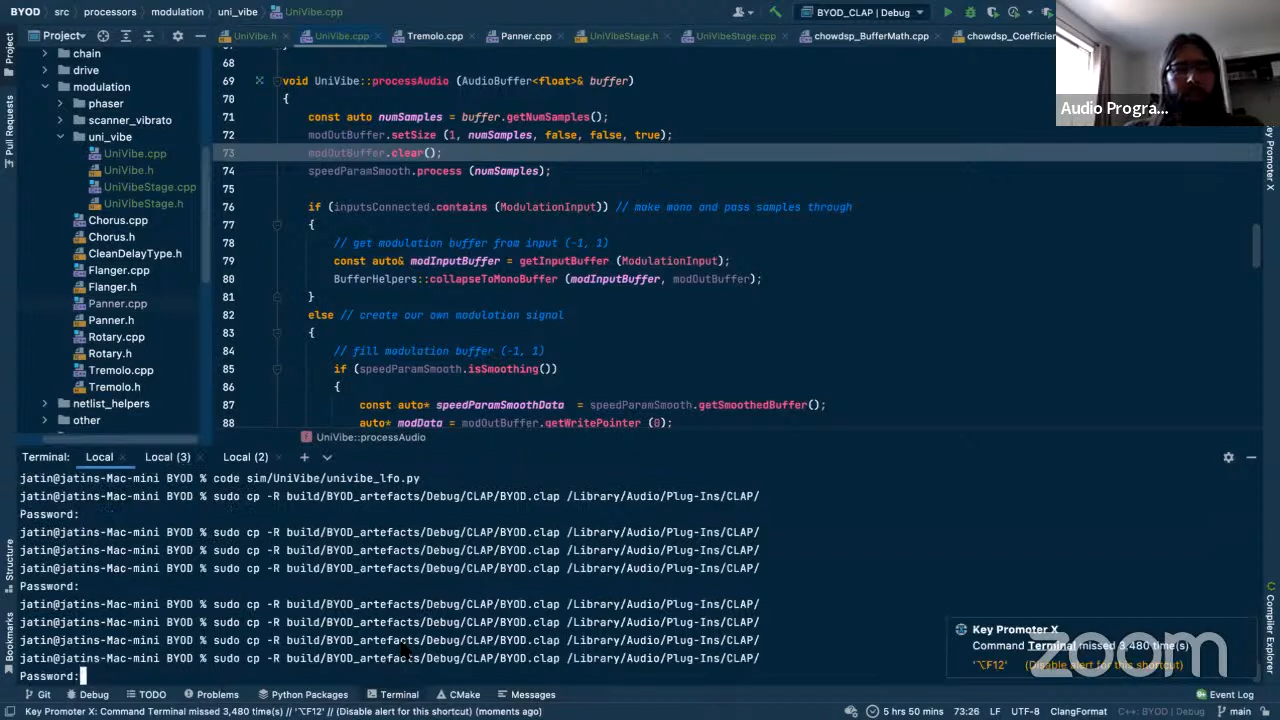 BYOD › src › processors › modulation › uni_vibe › UniVibe.cpp
BYOD_CLAP | Debug
Project
UniVibe.h
UniVibe.cpp
Tremolo.cpp
Panner.cpp
UniVibeStage.h
UniVibeStage.cpp
chowdsp_BufferMath.cpp
chowdsp_Coefficien
Project
Pull Requests
Structure
Bookmarks
chain
drive
modulation
phaser
scanner_vibrato
uni_vibe
UniVibe.cpp
UniVibe.h
UniVibeStage.cpp
UniVibeStage.h
Chorus.cpp
Chorus.h
CleanDelayType.h
Flanger.cpp
Flanger.h
Panner.cpp
Panner.h
Rotary.cpp
Rotary.h
Tremolo.cpp
Tremolo.h
netlist_helpers
other
68
69 void UniVibe::processAudio (AudioBuffer<float>& buffer)
70 {
71 const auto numSamples = buffer.getNumSamples();
72 modOutBuffer.setSize (1, numSamples, false, false, true);
73 modOutBuffer.clear();
74 speedParamSmooth.process (numSamples);
75
76 if (inputsConnected.contains (ModulationInput)) // make mono and pass samples through
77 {
78 // get modulation buffer from input (-1, 1)
79 const auto& modInputBuffer = getInputBuffer (ModulationInput);
80 BufferHelpers::collapseToMonoBuffer (modInputBuffer, modOutBuffer);
81 }
82 else // create our own modulation signal
83 {
84 // fill modulation buffer (-1, 1)
85 if (speedParamSmooth.isSmoothing())
86 {
87 const auto* speedParamSmoothData = speedParamSmooth.getSmoothedBuffer();
88 auto* modData = modOutBuffer.getWritePointer (0);
UniVibe::processAudio
Audio Progra...
Key Promoter X
Compiler Explorer
Terminal: Local Local (3) Local (2)
jatin@jatins-Mac-mini BYOD % code sim/UniVibe/univibe_lfo.py
jatin@jatins-Mac-mini BYOD % sudo cp -R build/BYOD_artefacts/Debug/CLAP/BYOD.clap /Library/Audio/Plug-Ins/CLAP/
Password:
jatin@jatins-Mac-mini BYOD % sudo cp -R build/BYOD_artefacts/Debug/CLAP/BYOD.clap /Library/Audio/Plug-Ins/CLAP/
jatin@jatins-Mac-mini BYOD % sudo cp -R build/BYOD_artefacts/Debug/CLAP/BYOD.clap /Library/Audio/Plug-Ins/CLAP/
jatin@jatins-Mac-mini BYOD % sudo cp -R build/BYOD_artefacts/Debug/CLAP/BYOD.clap /Library/Audio/Plug-Ins/CLAP/
Password:
jatin@jatins-Mac-mini BYOD % sudo cp -R build/BYOD_artefacts/Debug/CLAP/BYOD.clap /Library/Audio/Plug-Ins/CLAP/
jatin@jatins-Mac-mini BYOD % sudo cp -R build/BYOD_artefacts/Debug/CLAP/BYOD.clap /Library/Audio/Plug-Ins/CLAP/
jatin@jatins-Mac-mini BYOD % sudo cp -R build/BYOD_artefacts/Debug/CLAP/BYOD.clap /Library/Audio/Plug-Ins/CLAP/
jatin@jatins-Mac-mini BYOD % sudo cp -R build/BYOD_artefacts/Debug/CLAP/BYOD.clap /Library/Audio/Plug-Ins/CLAP/
Password:
Key Promoter X
Command Terminal missed 3,480 time(s)
'⌥F12' (Disable alert for this shortcut)
zoom
Git Debug TODO Problems Python Packages Terminal CMake Messages Event Log
Key Promoter X: Command Terminal missed 3,480 time(s) // '⌥F12' // (Disable alert for this shortcut) (moments ago)
5 hrs 50 mins 73:26 LF UTF-8 ClangFormat C++: BYOD | Debug main